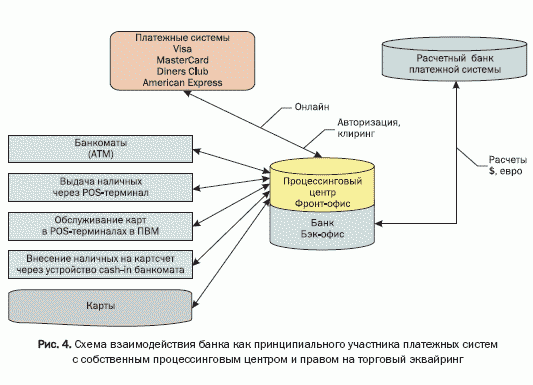 Платежные системы
Visa
MasterCard
Diners Club
American Express
Расчетный банк
платежной системы
Онлайн
Авторизация,
клиринг
Банкоматы
(ATM)
Выдача наличных
через POS-терминал
Обслуживание карт
в POS-терминалах в ПВМ
Внесение наличных на картсчет
через устройство cash-in банкомата
Карты
Процессинговый
центр
Фронт-офис
Банк
Бэк-офис
Расчеты
$, евро
Рис. 4. Схема взаимодействия банка как принципиального участника платежных систем
с собственным процессинговым центром и правом на торговый эквайринг